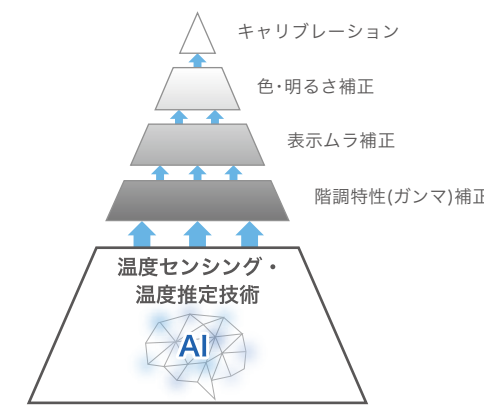 キャリブレーション
色･明るさ補正
表示ムラ補正
階調特性(ガンマ)補正
温度センシング・
温度推定技術
AI